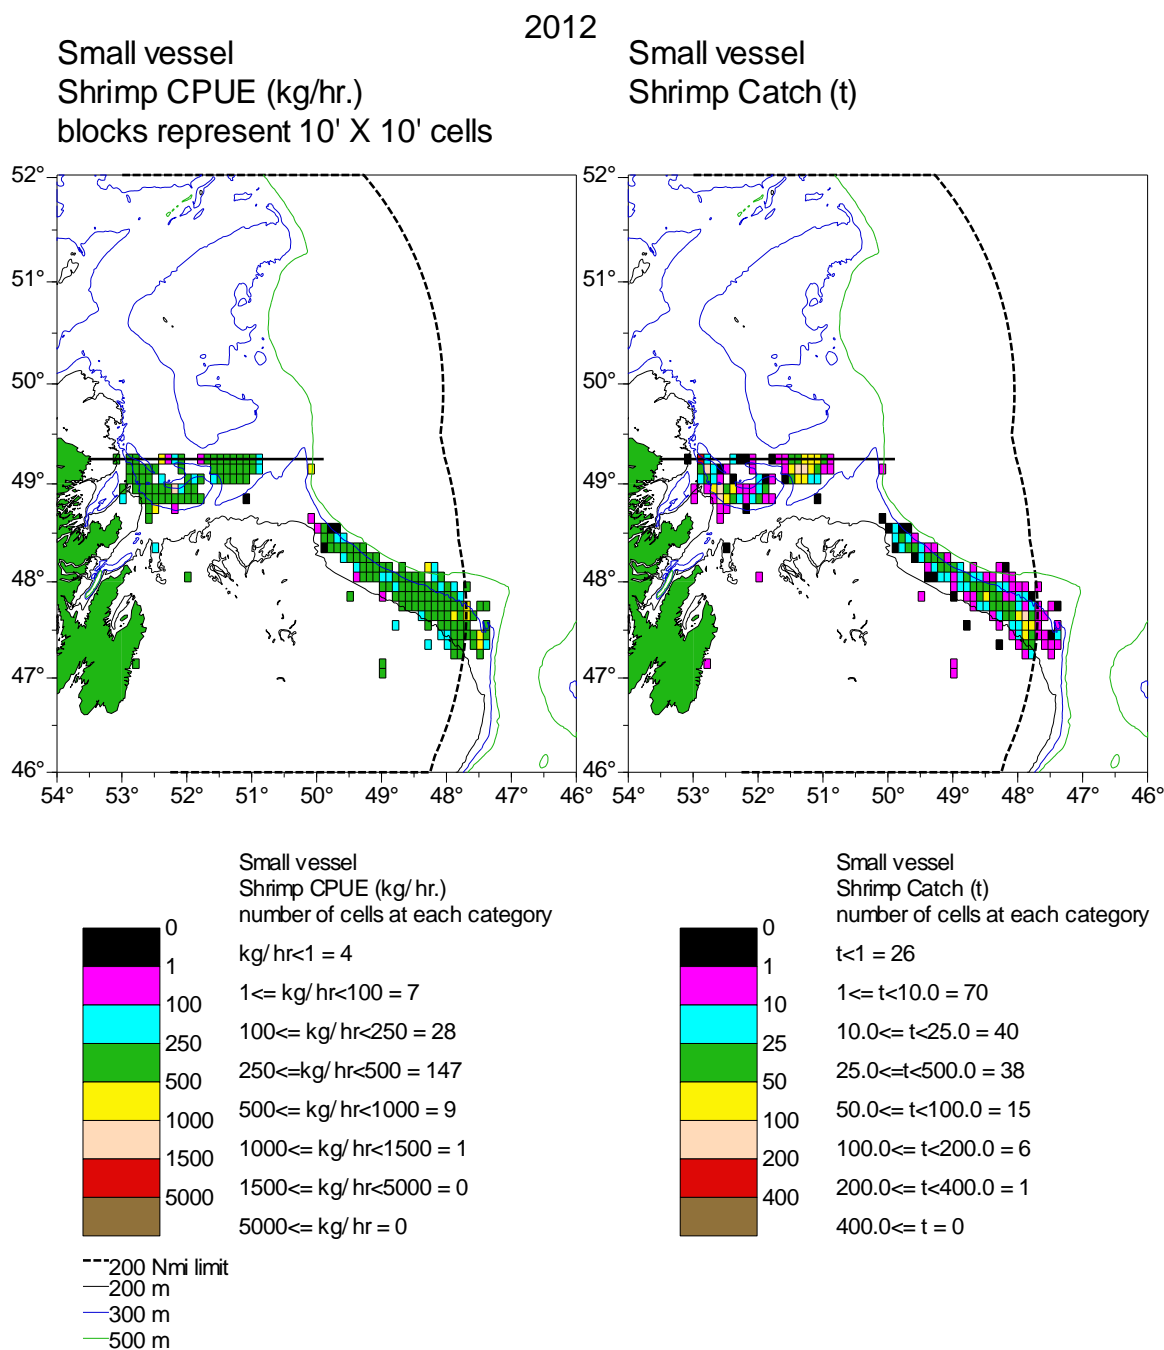 2012
Small vessel
Shrimp CPUE (kg/hr.)
blocks represent 10' X 10' cells
Small vessel
Shrimp Catch (t)
52°
51°
50°
49°
48°
47°
46°
54° 53° 52° 51° 50° 49° 48° 47° 46°
52°
51°
50°
49°
48°
47°
46°
54° 53° 52° 51° 50° 49° 48° 47° 46°
Small vessel
Shrimp CPUE (kg/hr.)
number of cells at each category
0
kg/hr<1 = 4
1
1<= kg/hr<100 = 7
100
100<= kg/hr<250 = 28
250
250<=kg/hr<500 = 147
500
500<= kg/hr<1000 = 9
1000
1000<= kg/hr<1500 = 1
1500
1500<= kg/hr<5000 = 0
5000
5000<= kg/hr = 0
200 Nmi limit
200 m
300 m
500 m
Small vessel
Shrimp Catch (t)
number of cells at each category
0
t<1 = 26
1
1<= t<10.0 = 70
10
10.0<= t<25.0 = 40
25
25.0<=t<500.0 = 38
50
50.0<= t<100.0 = 15
100
100.0<= t<200.0 = 6
200
200.0<= t<400.0 = 1
400
400.0<= t = 0